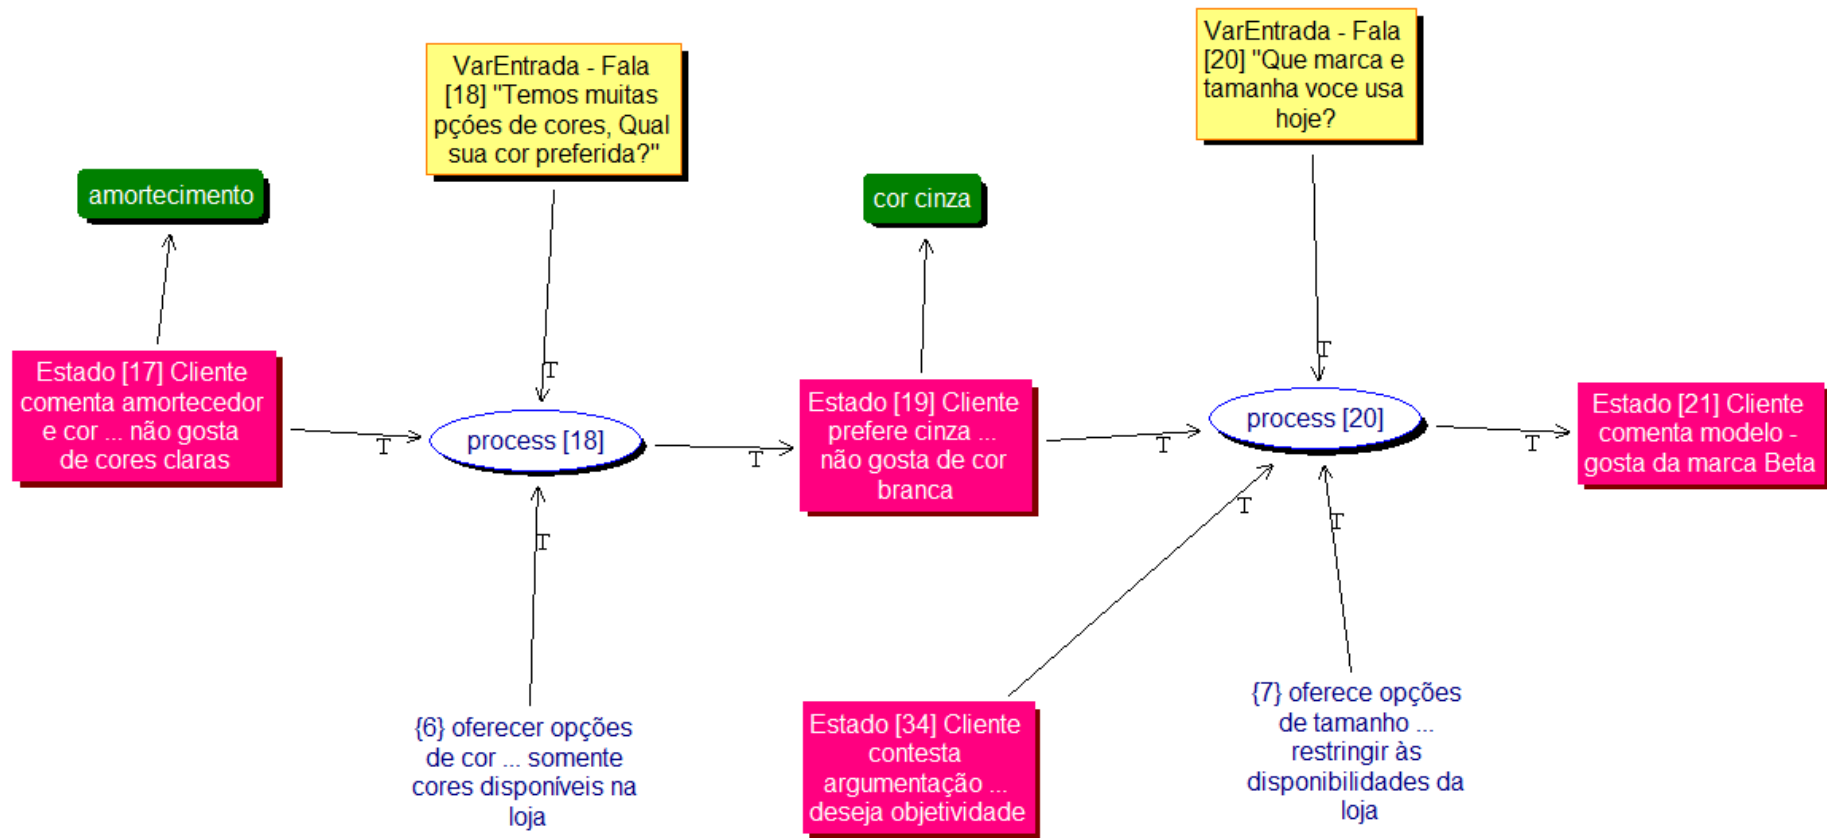 VarEntrada - Fala
[18] "Temos muitas
pçóes de cores, Qual
sua cor preferida?"
VarEntrada - Fala
[20] "Que marca e
tamanha voce usa
hoje?
amortecimento
cor cinza
T
T
Estado [17] Cliente
comenta amortecedor
e cor ... não gosta
de cores claras
T
process [18]
T
Estado [19] Cliente
prefere cinza ...
não gosta de cor
branca
T
process [20]
T
Estado [21] Cliente
comenta modelo -
gosta da marca Beta
T
T
T
{6} oferecer opções
de cor ... somente
cores disponíveis na
loja
Estado [34] Cliente
contesta
argumentação ...
deseja objetividade
{7} oferece opções
de tamanho ...
restringir às
disponibilidades da
loja